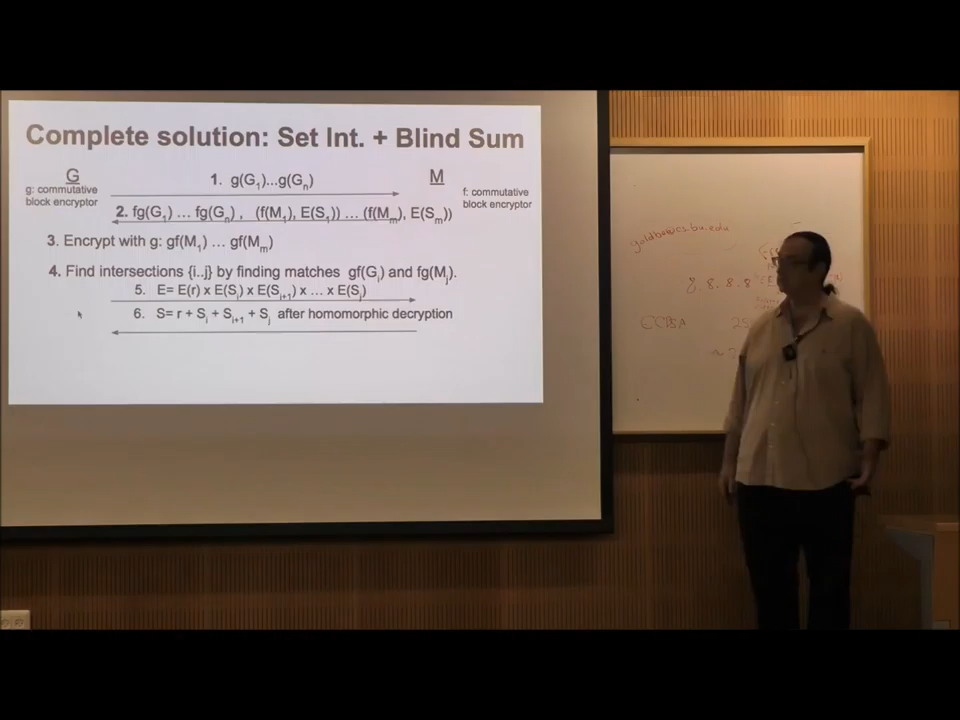 Complete solution: Set Int. + Blind Sum
G
g: commutative
block encryptor
1. g(G₁)...g(Gₙ)
M
f: commutative
block encryptor
2. fg(G₁) ... fg(Gₙ) , (f(M₁), E(S₁)) ... (f(Mₘ), E(Sₘ))
3. Encrypt with g: gf(M₁) ... gf(Mₘ)
4. Find intersections {i..j} by finding matches gf(Gᵢ) and fg(Mⱼ).
5. E= E(r) x E(Sᵢ) x E(Sᵢ₊₁) x ... x E(Sⱼ)
6. S= r + Sᵢ + Sᵢ₊₁ + Sⱼ after homomorphic decryption
8.8.8.8